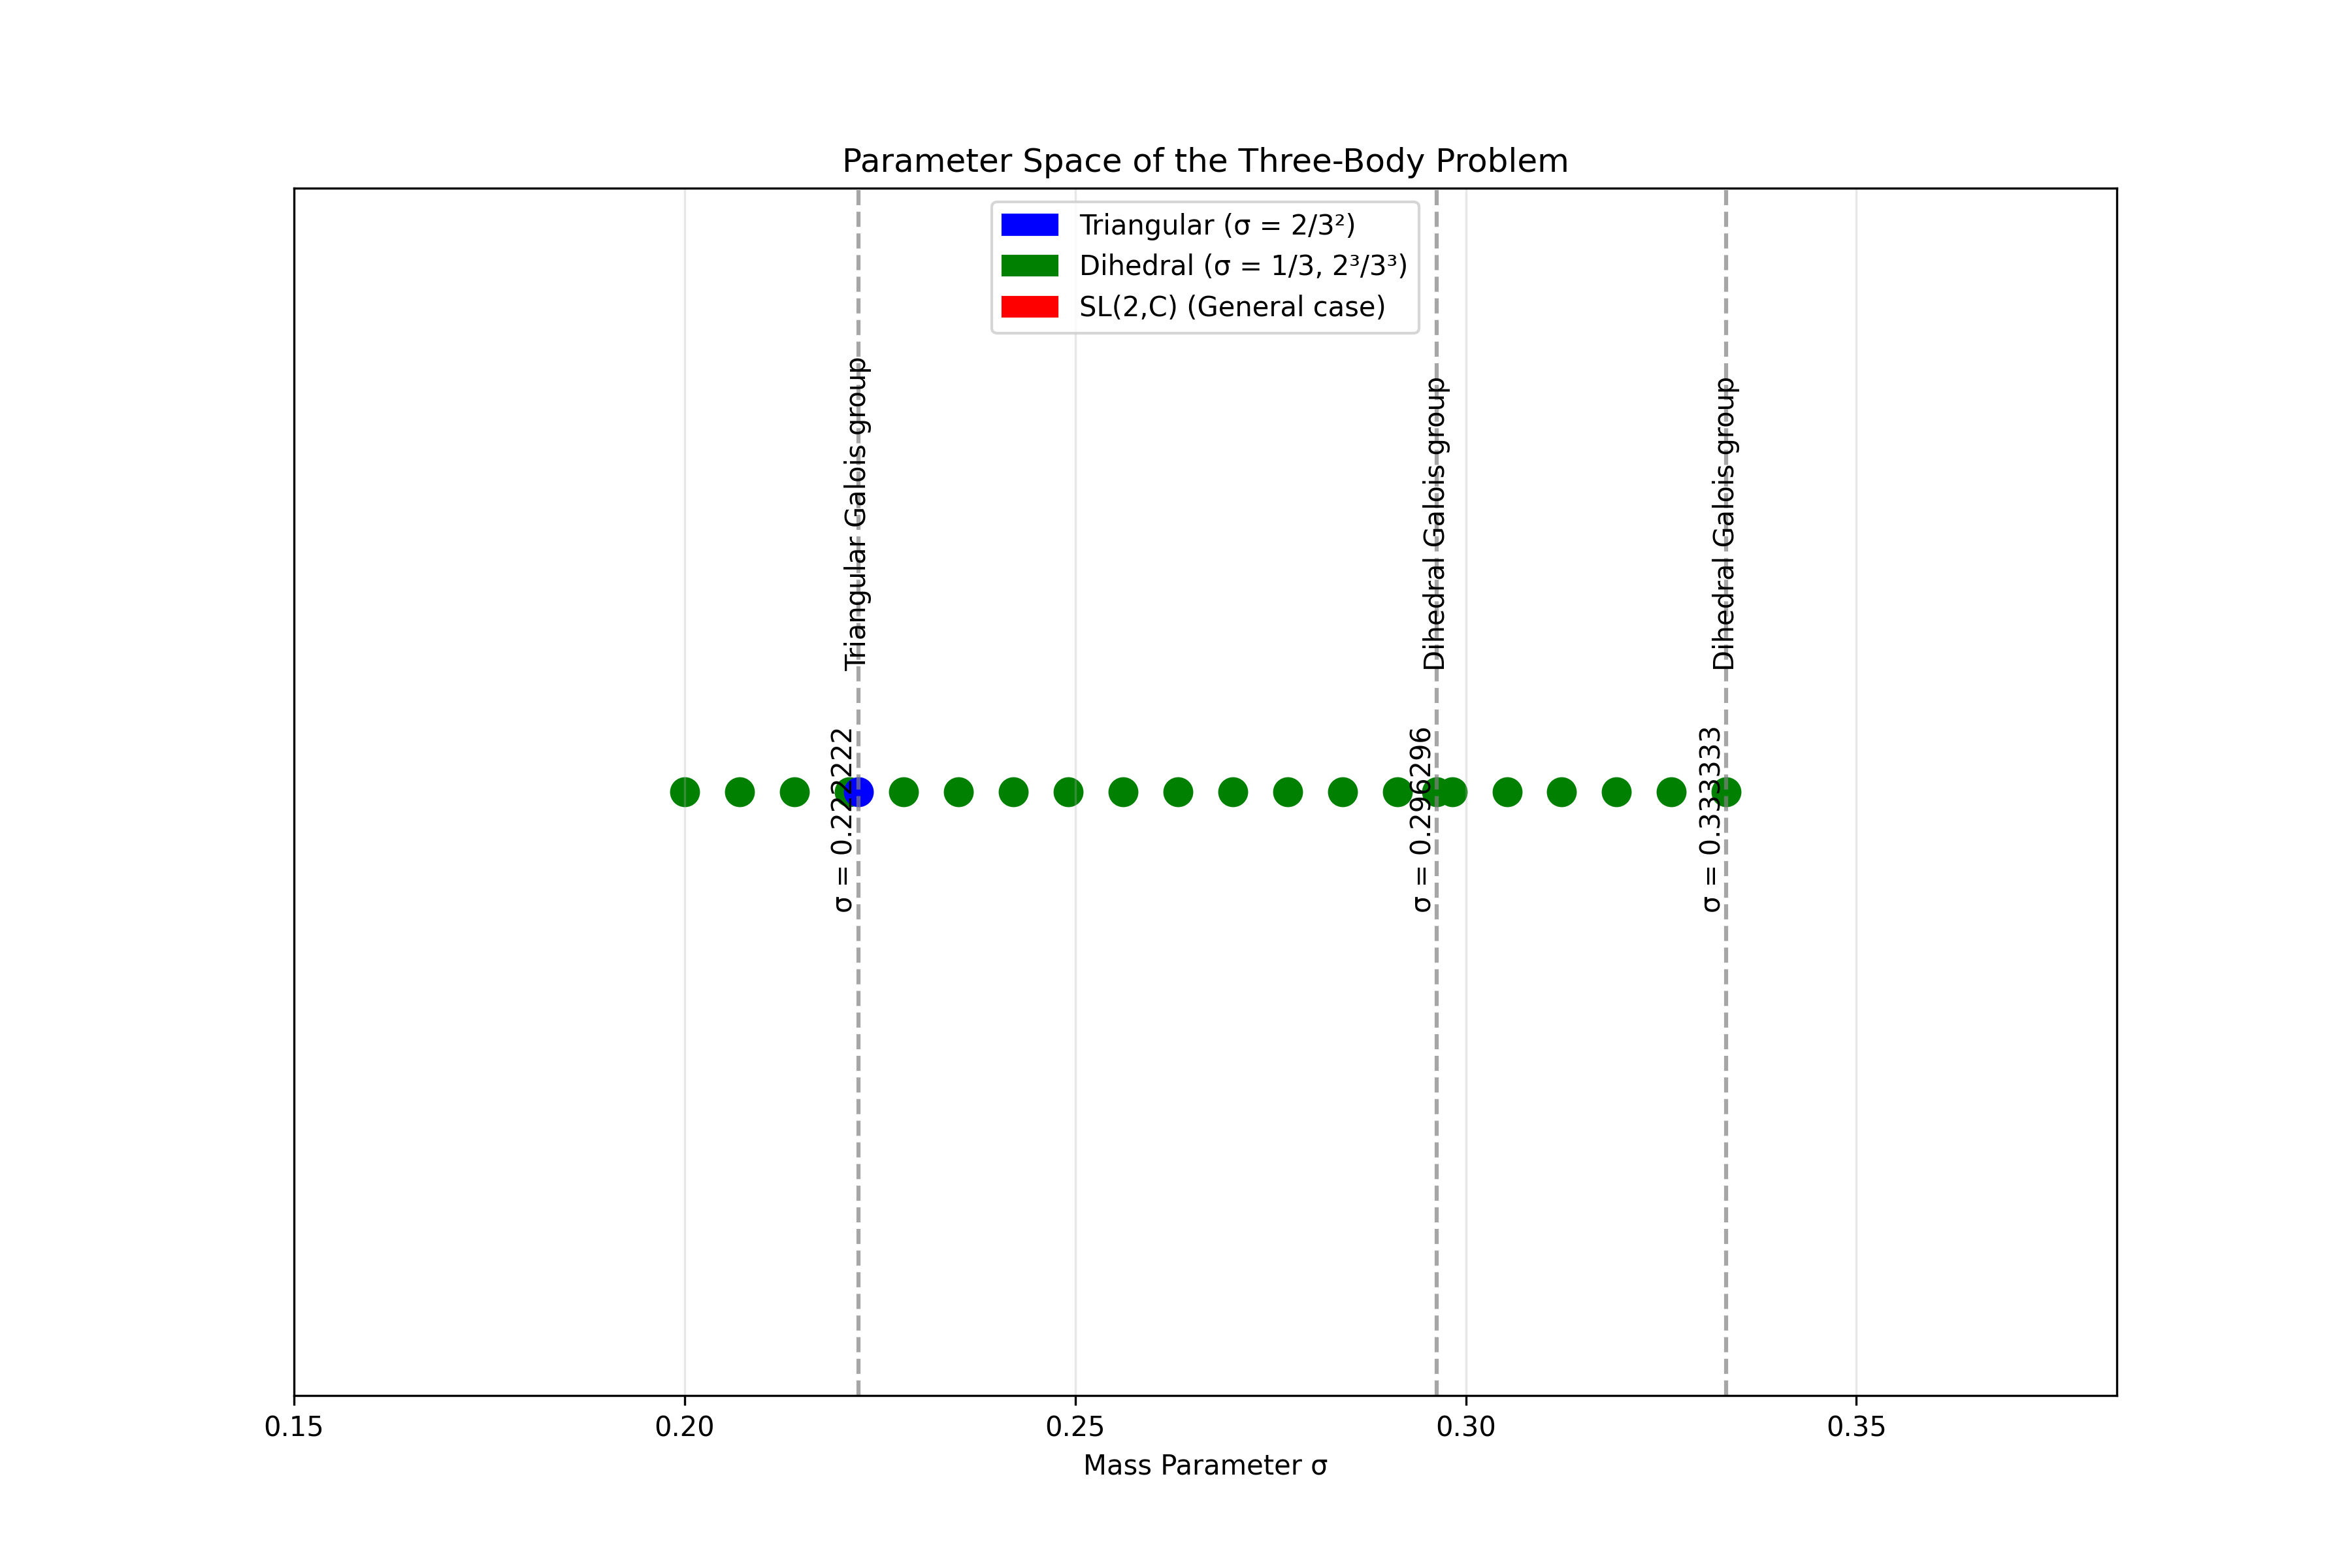 Parameter Space of the Three-Body Problem
Triangular (σ = 2/3²)
Dihedral (σ = 1/3, 2³/3³)
SL(2,C) (General case)
Triangular Galois group
Dihedral Galois group
Dihedral Galois group
σ = 0.222222
σ = 0.296296
σ = 0.333333
0.15
0.20
0.25
0.30
0.35
Mass Parameter σ